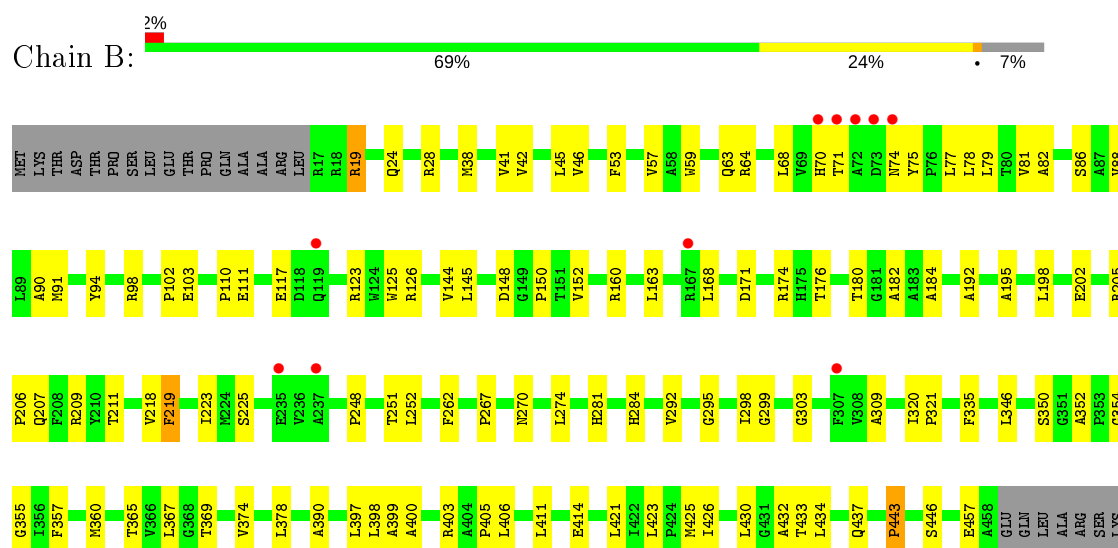 2%
Chain B:
69% 24% • 7%
MET LYS THR ASP THR PRO SER LEU GLU THR PRO GLN ALA ALA ARG LEU R17 R18 R19 Q24 R28 M38 V41 V42 L45 V46 F53 V57 A58 W59 Q63 R64 L68 V69 H70 T71 A72 D73 N74 Y75 P76 L77 L78 L79 T80 V81 A82 S86 A87 V88
L89 A90 M91 Y94 R98 P102 E103 P110 E111 E117 D118 Q119 R123 W124 W125 R126 V144 L145 D148 G149 P150 T151 V152 R160 L163 R167 L168 D171 R174 H175 T176 T180 G181 A182 A183 A184 A192 A195 L198 E202
P206 Q207 F208 R209 Y210 T211 V218 F219 I223 M224 S225 E235 V236 A237 P248 T251 L252 F262 P267 N270 L274 H281 H284 V292 G295 I298 G299 G303 F307 V308 A309 I320 P321 F335 L346 S350 G351 A352 P353
G355 I356 F357 M360 T365 V366 L367 G368 T369 V374 L378 A390 L397 L398 A399 A400 R403 A404 P405 L406 L411 E414 L421 I422 L423 P424 M425 I426 L430 G431 A432 T433 L434 Q437 P443 S446 E457 A458 GLU GLN LEU ALA ARG SER